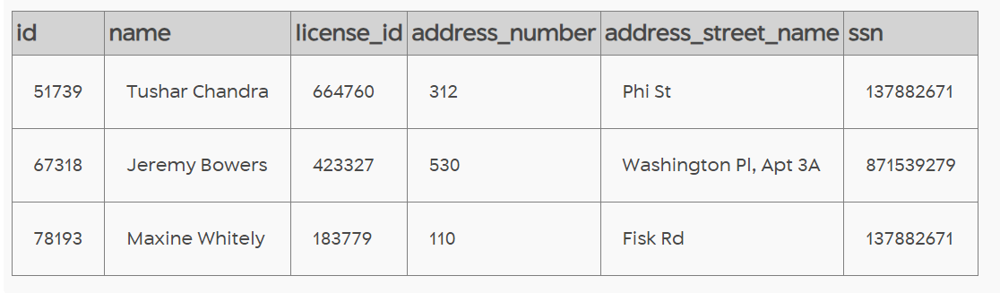 id name license_id address_number address_street_name ssn
51739 Tushar Chandra 664760 312 Phi St 137882671
67318 Jeremy Bowers 423327 530 Washington Pl, Apt 3A 871539279
78193 Maxine Whitely 183779 110 Fisk Rd 137882671